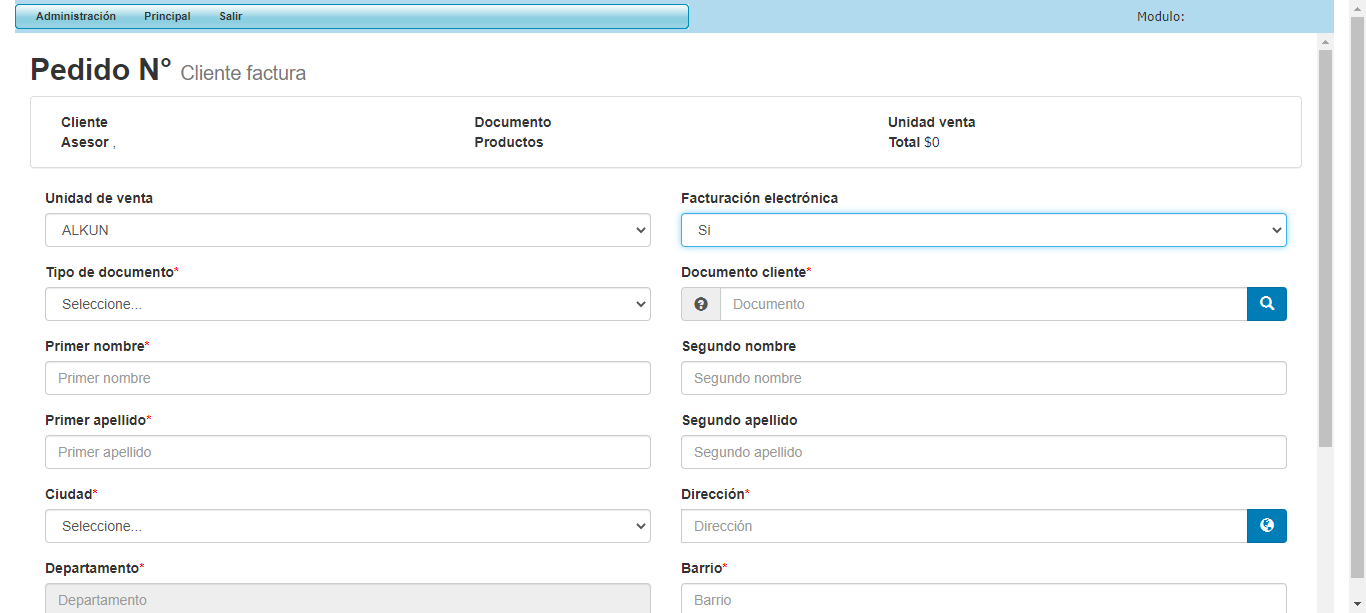 Administración Principal Salir Modulo:
Pedido N° Cliente factura
Cliente Documento Unidad venta
Asesor , Productos Total $0
Unidad de venta Facturación electrónica
ALKUN Si
Tipo de documento* Documento cliente*
Seleccione... Documento
Primer nombre* Segundo nombre
Primer nombre Segundo nombre
Primer apellido* Segundo apellido
Primer apellido Segundo apellido
Ciudad* Dirección*
Seleccione... Dirección
Departamento* Barrio*
Departamento Barrio